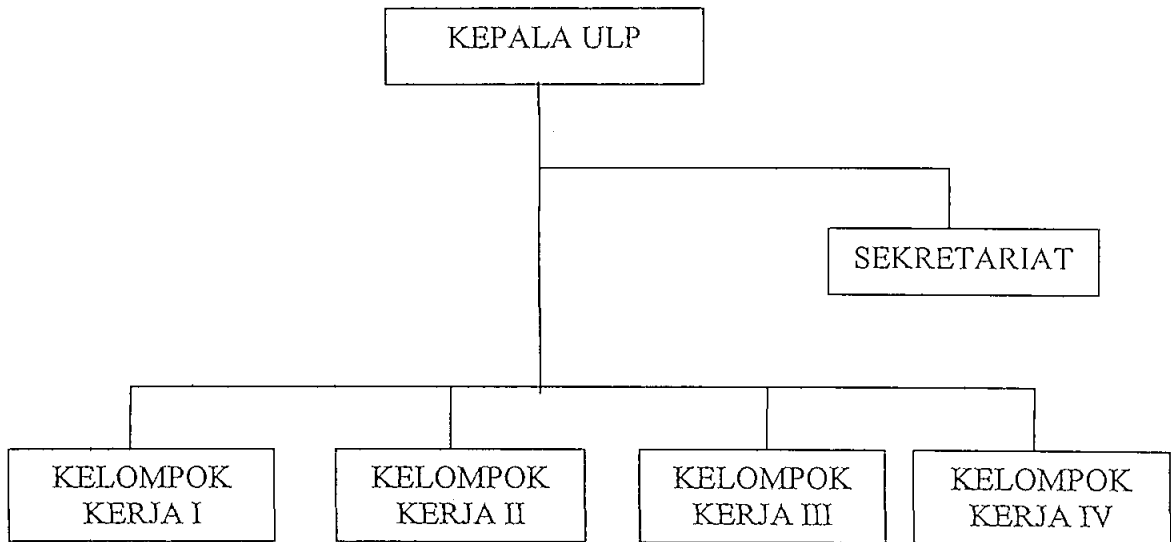 KEPALA ULP
SEKRETARIAT
KELOMPOK
KERJA I
KELOMPOK
KERJA II
KELOMPOK
KERJA III
KELOMPOK
KERJA IV